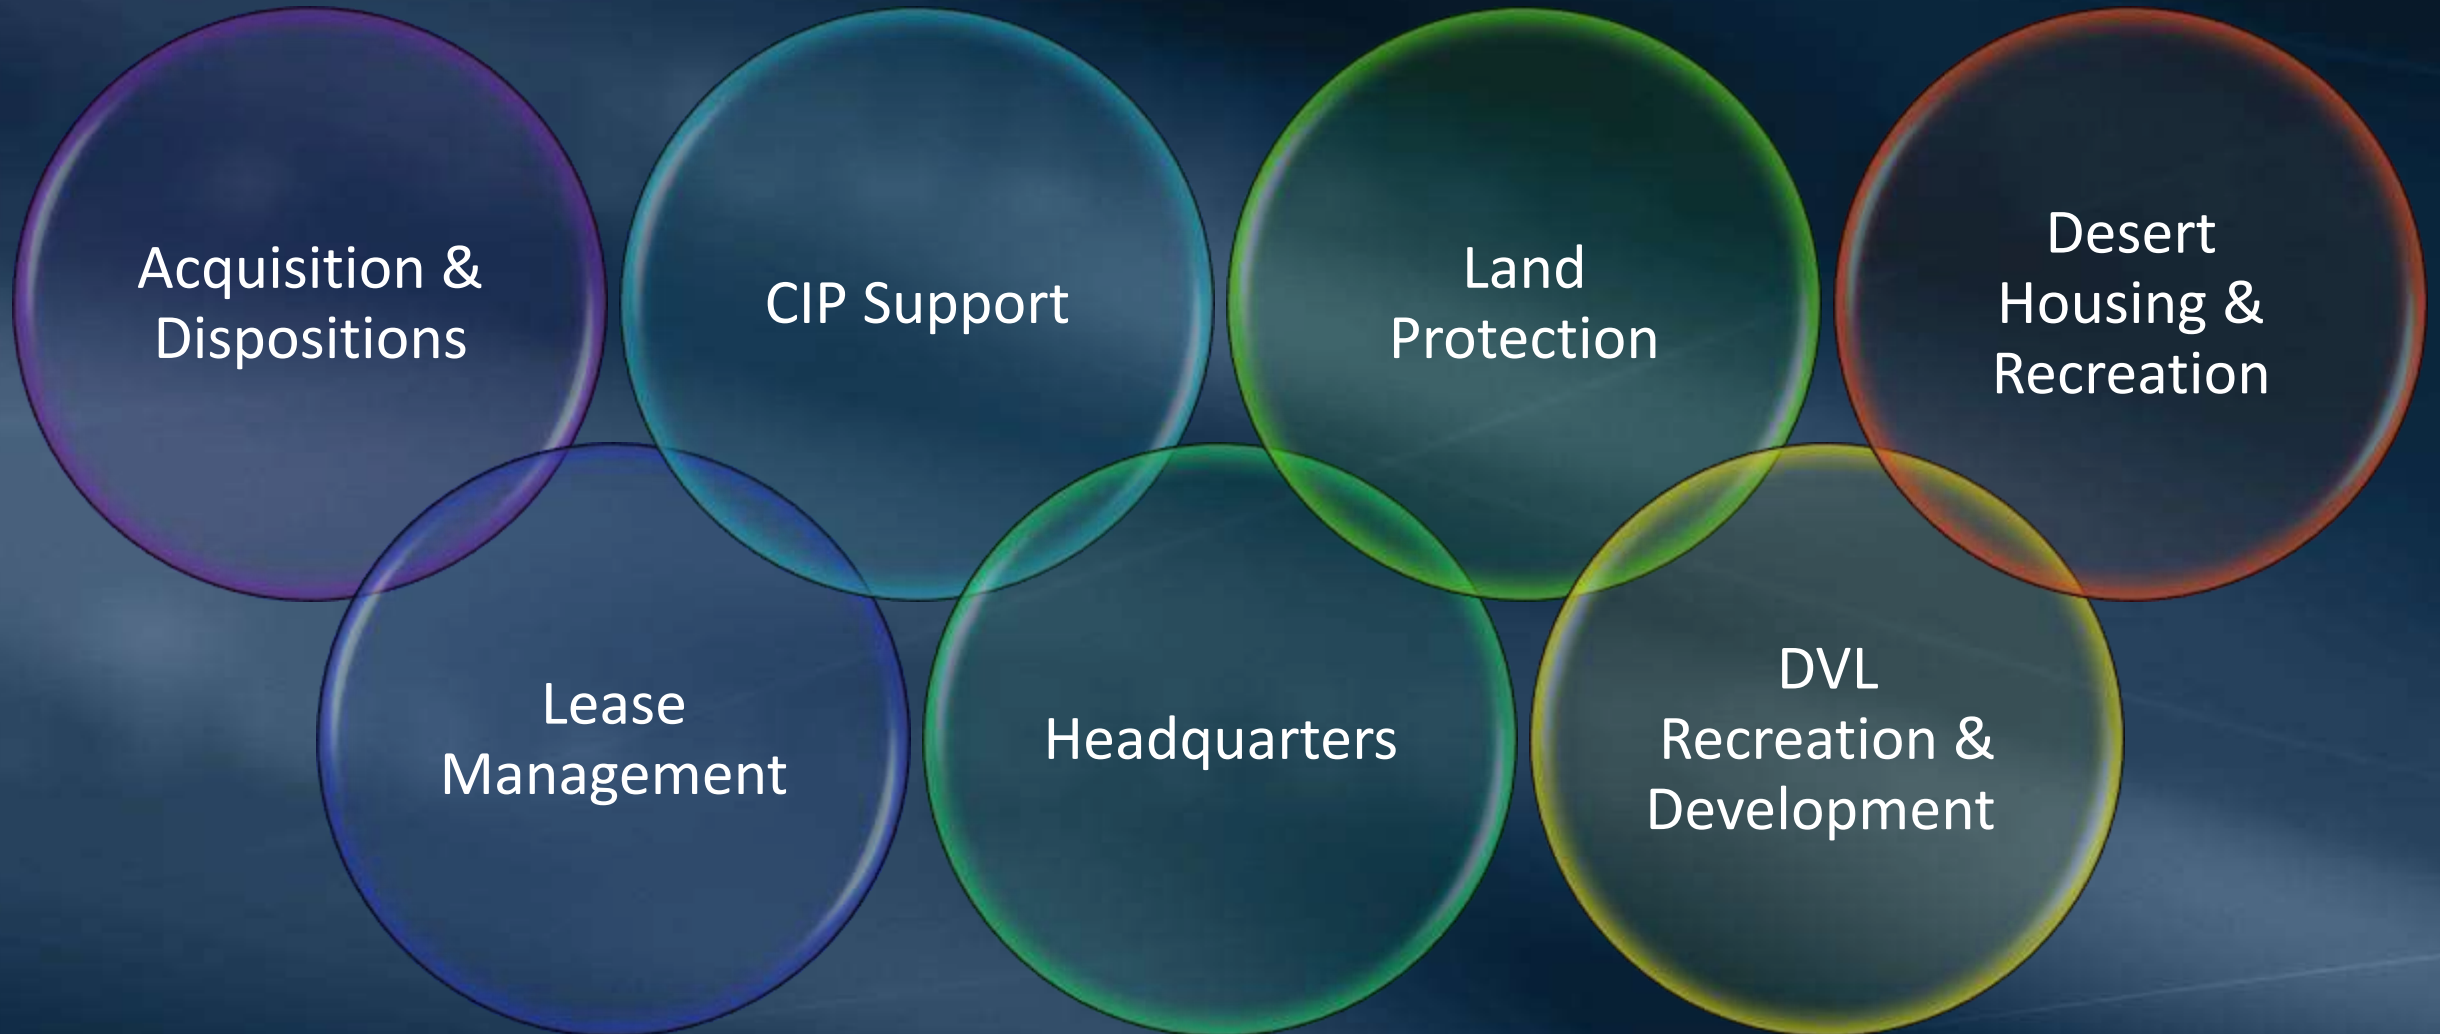 Acquisition &
Dispositions
CIP Support
Land
Protection
Desert
Housing &
Recreation
Lease
Management
Headquarters
DVL
Recreation &
Development